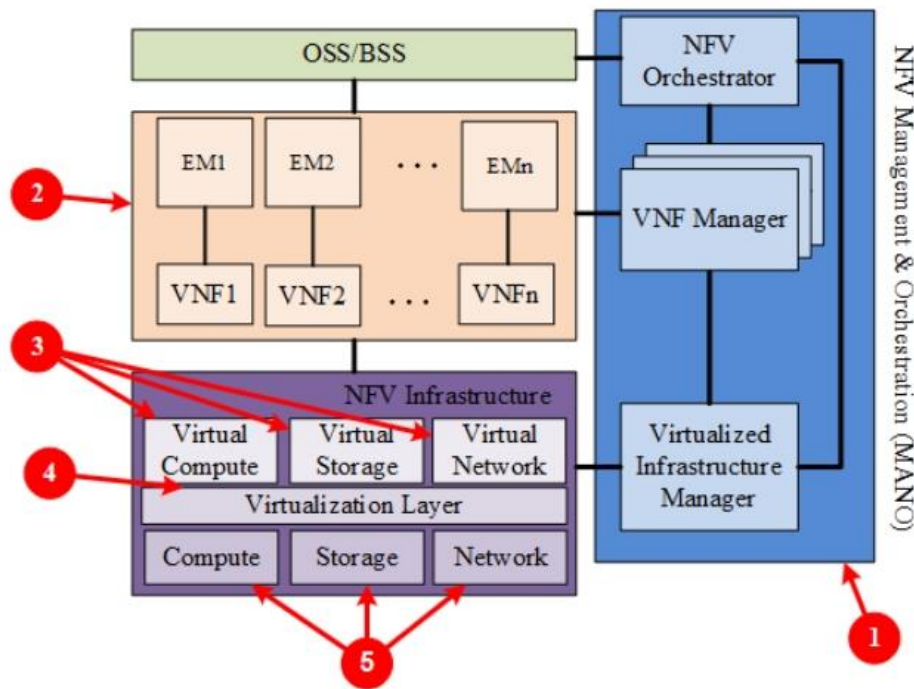 OSS/BSS
NFV
Orchestrator
EM1
EM2
. . .
EMn
VNF Manager
2
VNF1
VNF2
. . .
VNFn
3
NFV Infrastructure
Virtual
Compute
Virtual
Storage
Virtual
Network
Virtualized
Infrastructure
Manager
4
Virtualization Layer
Compute
Storage
Network
5
1
NFV Management & Orchestration (MANO)